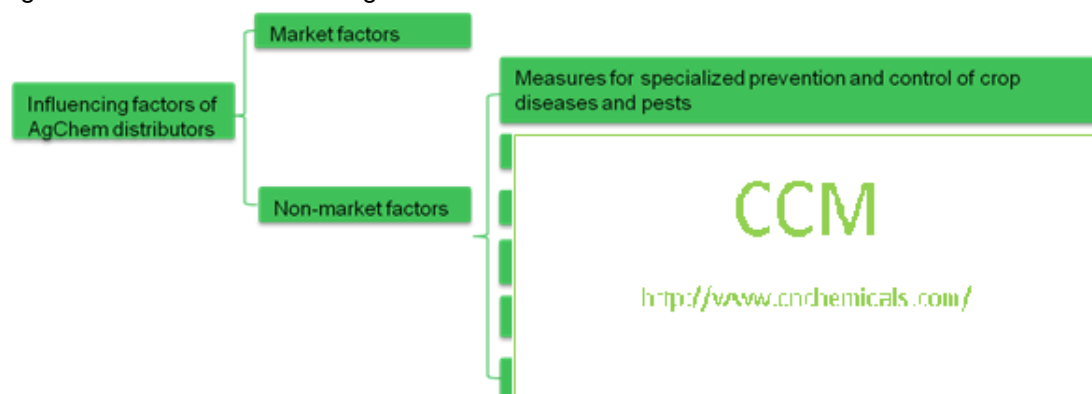 Market factors
Measures for specialized prevention and control of crop
diseases and pests
Influencing factors of
AgChem distributors
Non-market factors
CCM
http://www.cnchemicals.com/